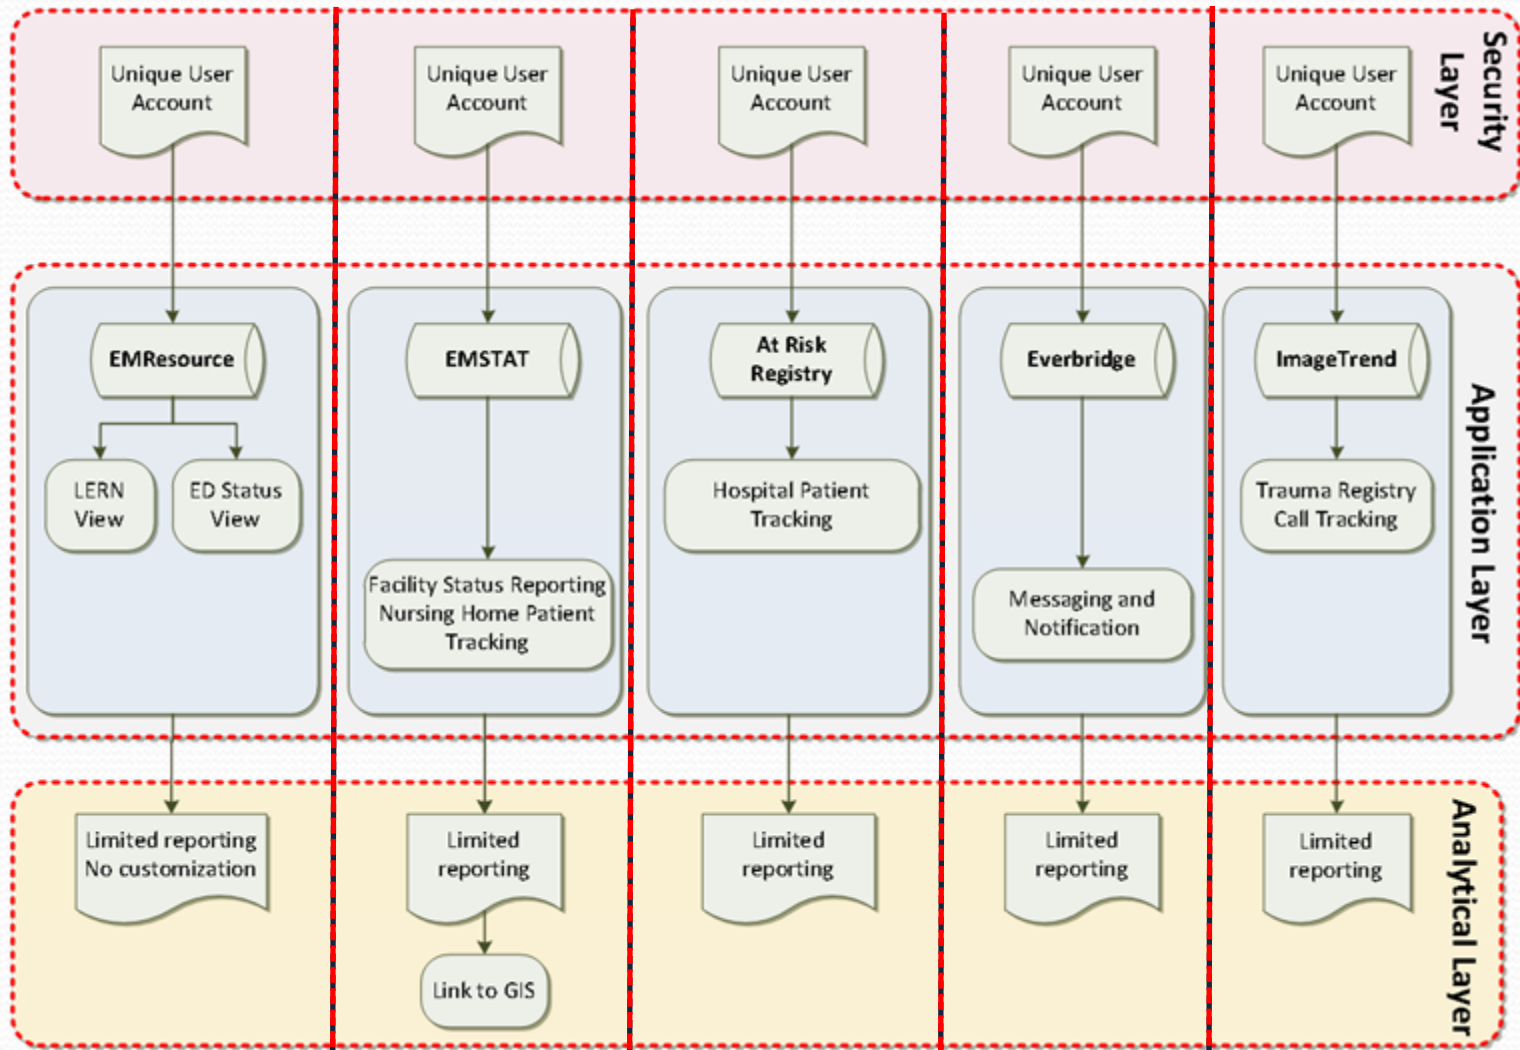 Unique User
Account
Unique User
Account
Unique User
Account
Unique User
Account
Unique User
Account
Security
Layer
EMResource
EMSTAT
At Risk
Registry
Everbridge
ImageTrend
LERN
View
ED Status
View
Facility Status Reporting
Nursing Home Patient
Tracking
Hospital Patient
Tracking
Messaging and
Notification
Trauma Registry
Call Tracking
Application Layer
Limited reporting
No customization
Limited
reporting
Limited
reporting
Limited
reporting
Limited
reporting
Link to GIS
Analytical Layer